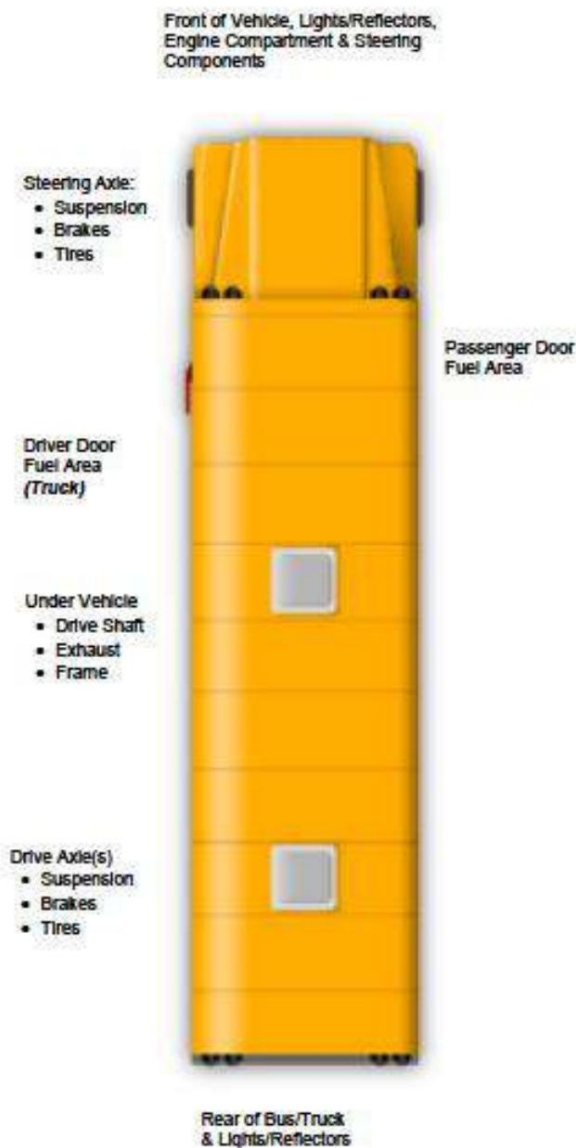 Front of Vehicle, Lights/Reflectors,
Engine Compartment & Steering
Components
Steering Axle:
• Suspension
• Brakes
• Tires
Passenger Door
Fuel Area
Driver Door
Fuel Area
(Truck)
Under Vehicle
• Drive Shaft
• Exhaust
• Frame
Drive Axle(s)
• Suspension
• Brakes
• Tires
Rear of Bus/Truck
& Lights/Reflectors